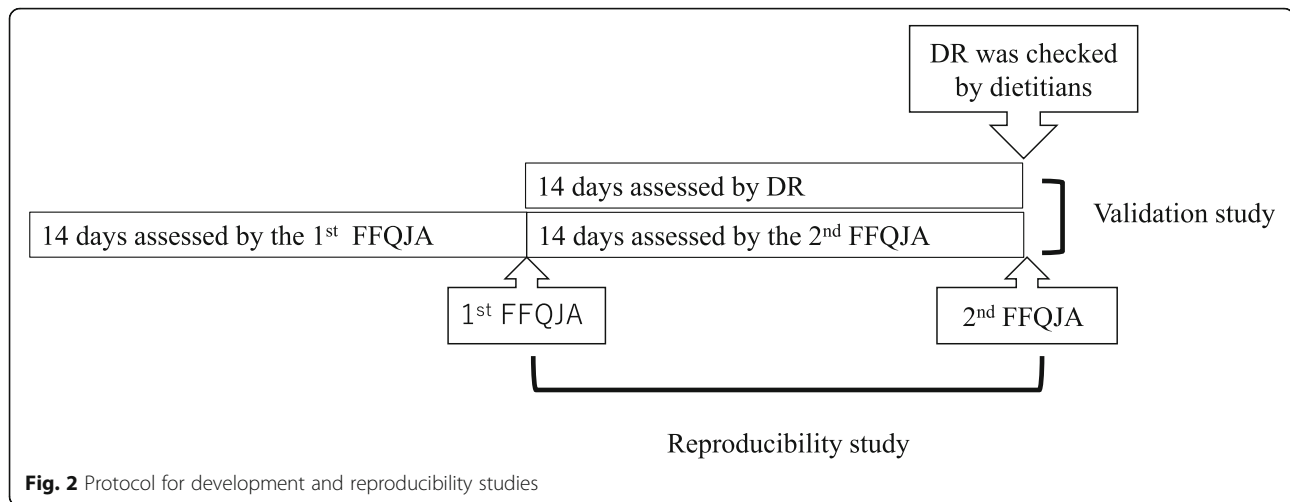 DR was checked
by dietitians
14 days assessed by DR
Validation study
14 days assessed by the 1st FFQJA
14 days assessed by the 2nd FFQJA
1st FFQJA
2nd FFQJA
Reproducibility study
Fig. 2 Protocol for development and reproducibility studies